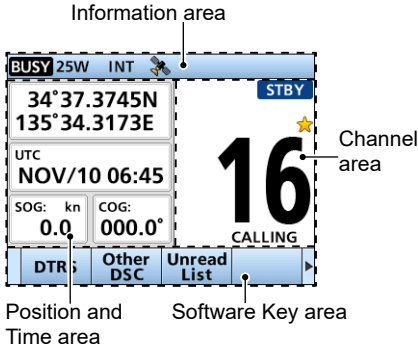 Information area
BUSY 25W INT
STBY
34°37.3745N
135°34.3173E
UTC
NOV/10 06:45
SOG: kn
0.0
COG:
000.0°
16
CALLING
Channel
area
DTRS
Other
DSC
Unread
List
Position and
Time area
Software Key area